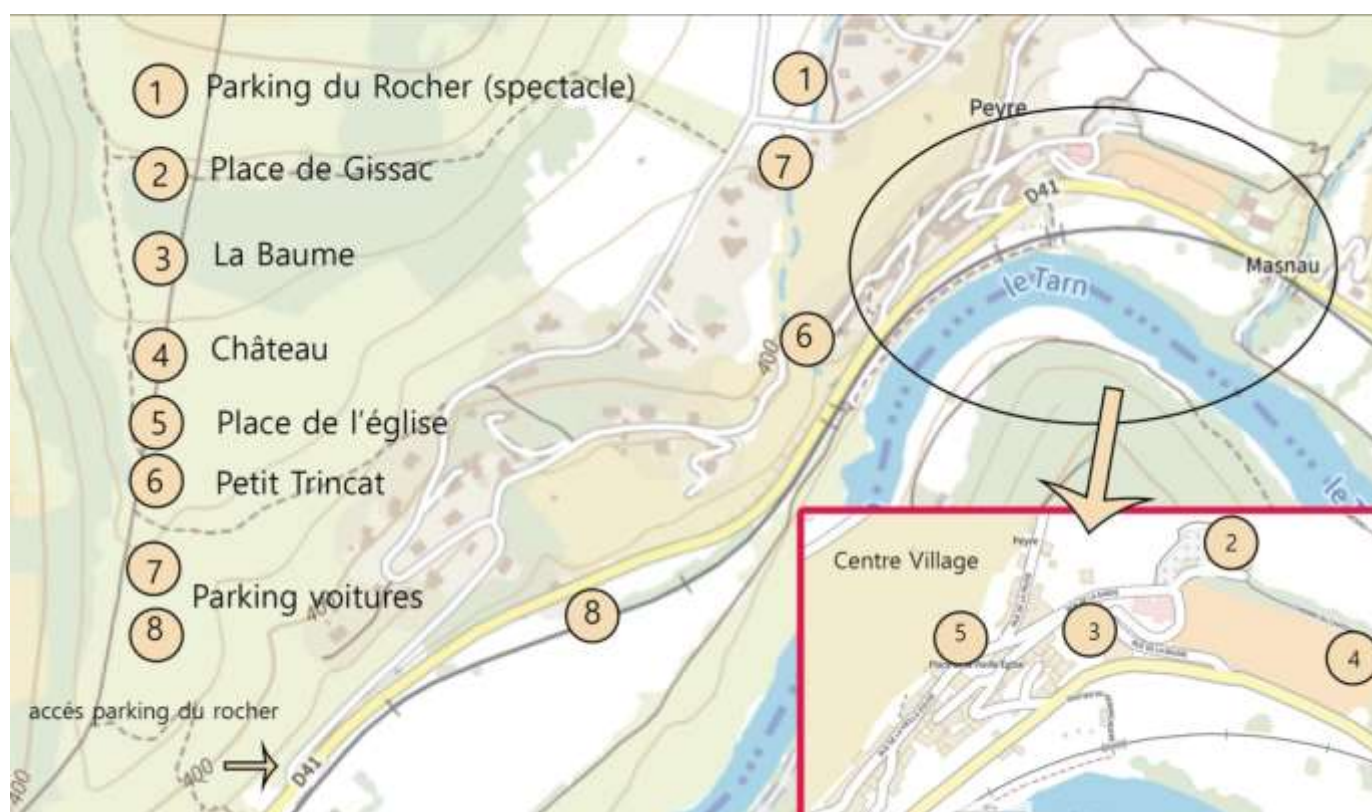 1 Parking du Rocher (spectacle)
2 Place de Gissac
3 La Baume
4 Château
5 Place de l'église
6 Petit Trincat
7
8 Parking voitures
accés parking du rocher
400
400
400
D41
1
7
6
8
400
Peyre
D41
Masnau
le Tarn
Centre Village
Peyre
2
3
4
5